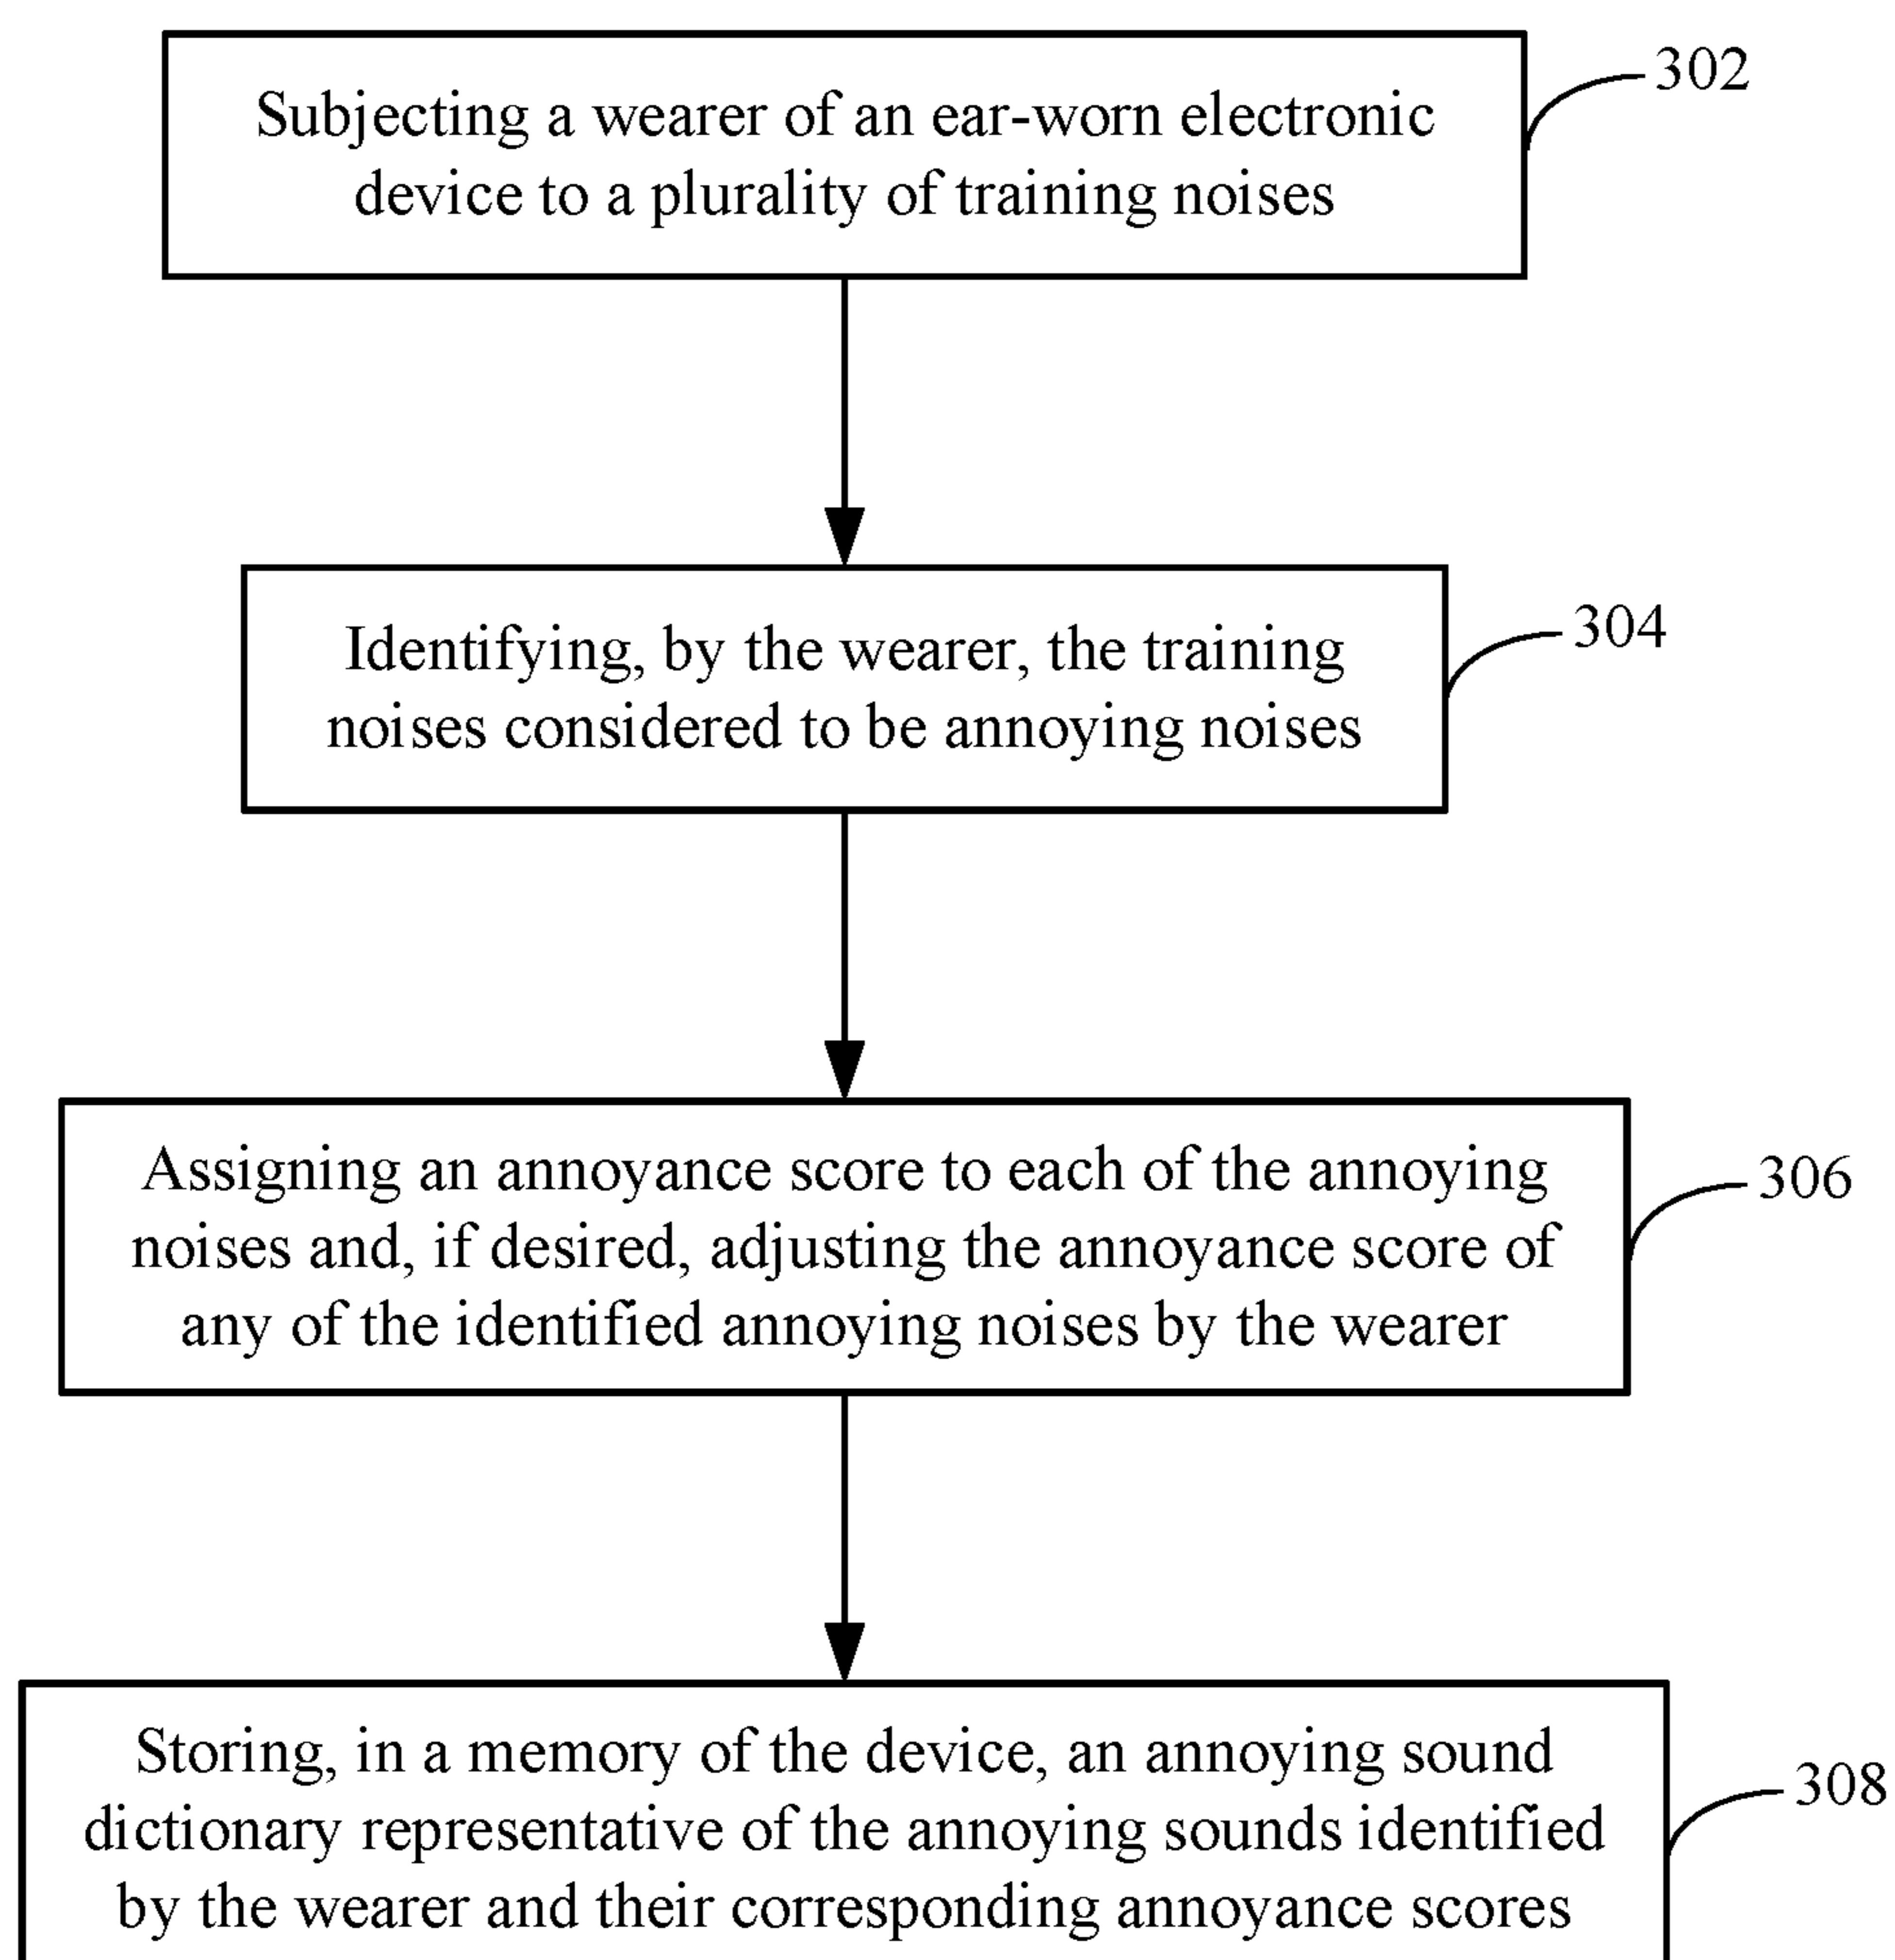 Subjecting a wearer of an ear-worn electronic
device to a plurality of training noises
302
Identifying, by the wearer, the training
noises considered to be annoying noises
304
Assigning an annoyance score to each of the annoying
noises and, if desired, adjusting the annoyance score of
any of the identified annoying noises by the wearer
306
Storing, in a memory of the device, an annoying sound
dictionary representative of the annoying sounds identified
by the wearer and their corresponding annoyance scores
308